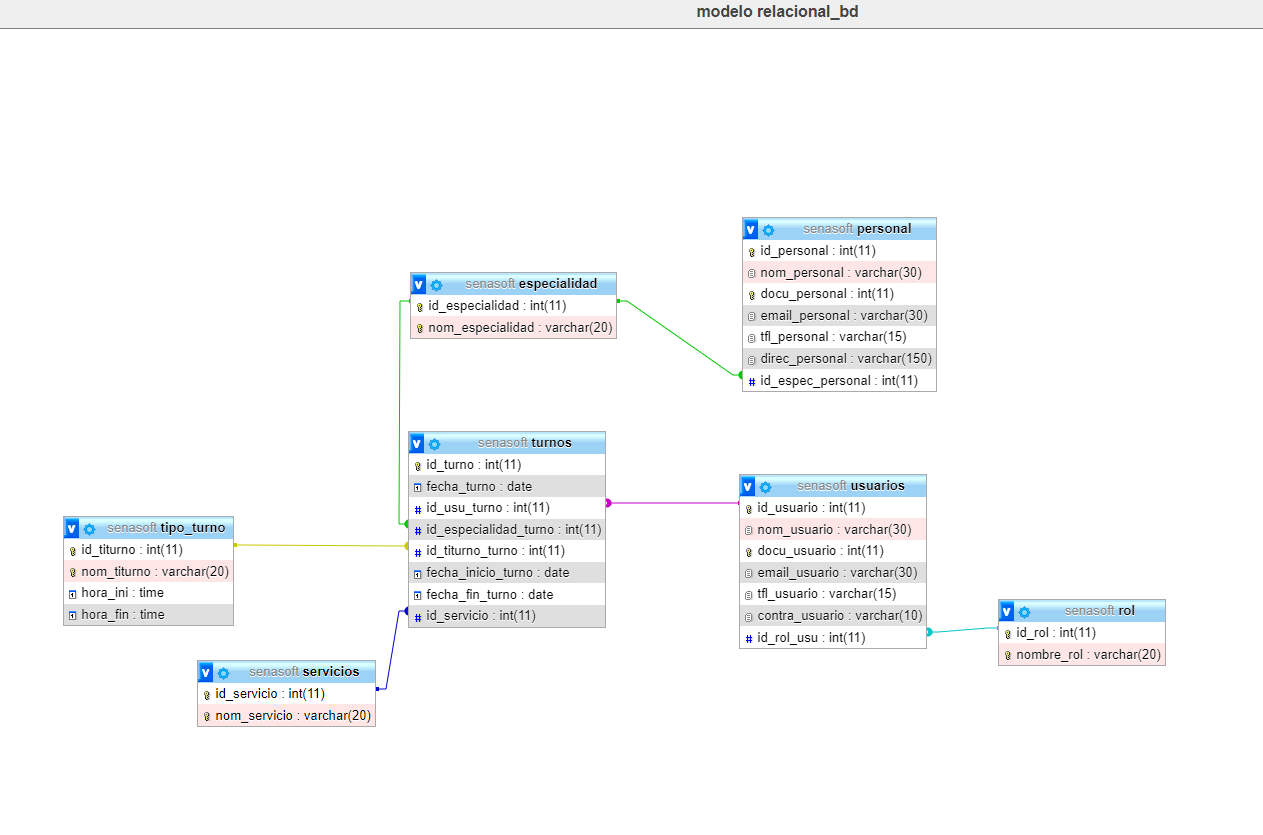 modelo relacional_bd
senasoft personal
id_personal : int(11)
nom_personal : varchar(30)
docu_personal : int(11)
email_personal : varchar(30)
tfl_personal : varchar(15)
direc_personal : varchar(150)
id_espec_personal : int(11)
senasoft especialidad
id_especialidad : int(11)
nom_especialidad : varchar(20)
senasoft turnos
id_turno : int(11)
fecha_turno : date
id_usu_turno : int(11)
id_especialidad_turno : int(11)
id_titurno_turno : int(11)
fecha_inicio_turno : date
fecha_fin_turno : date
id_servicio : int(11)
senasoft usuarios
id_usuario : int(11)
nom_usuario : varchar(30)
docu_usuario : int(11)
email_usuario : varchar(30)
tfl_usuario : varchar(15)
contra_usuario : varchar(10)
id_rol_usu : int(11)
senasoft tipo_turno
id_titurno : int(11)
nom_titurno : varchar(20)
hora_ini : time
hora_fin : time
senasoft rol
id_rol : int(11)
nombre_rol : varchar(20)
senasoft servicios
id_servicio : int(11)
nom_servicio : varchar(20)